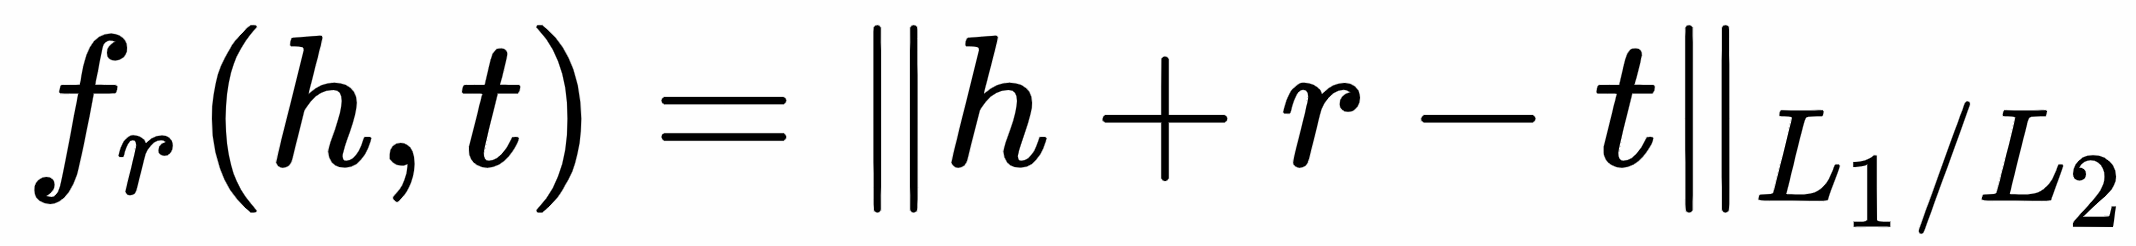 f_r(h, t) = ‖h + r − t‖_{L_1/L_2}